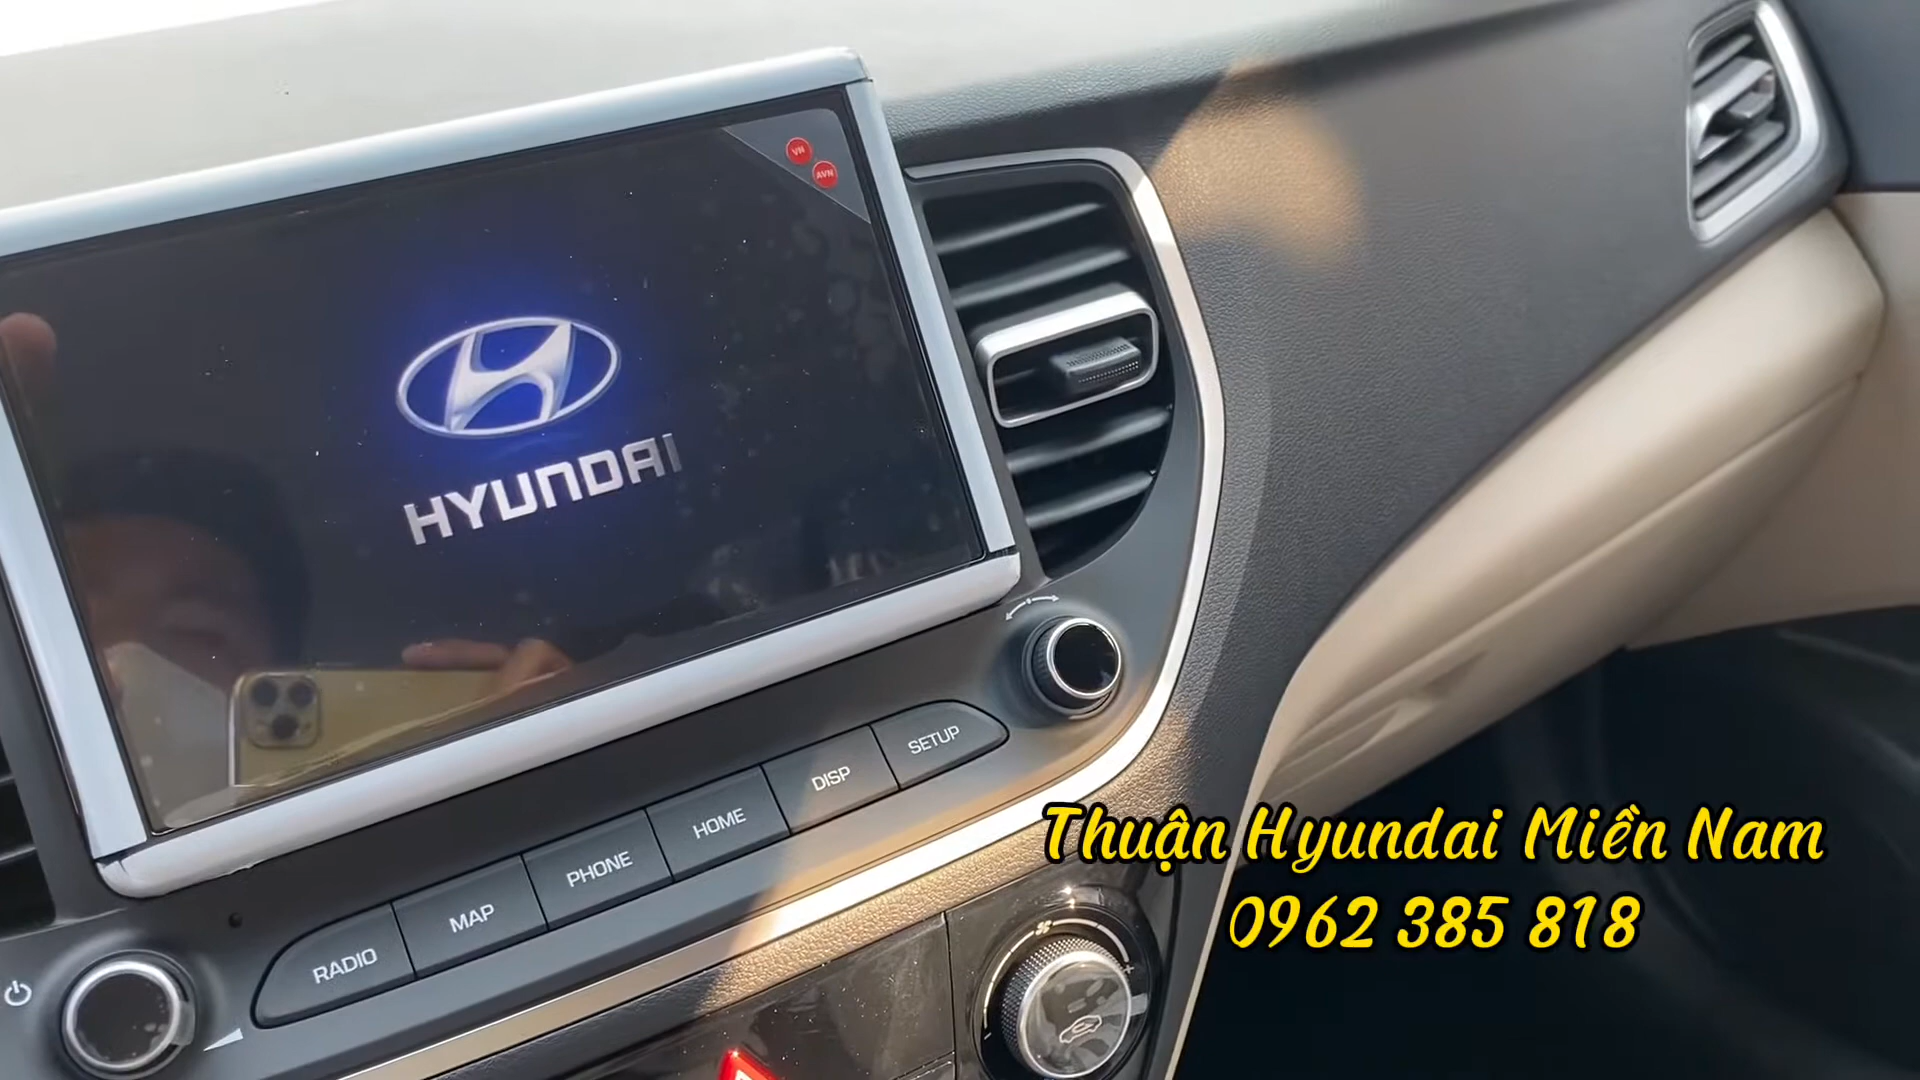 VN
AVN
HYUNDAI
RADIO
MAP
PHONE
HOME
DISP
SETUP
Thuận Hyundai Miền Nam
0962 385 818